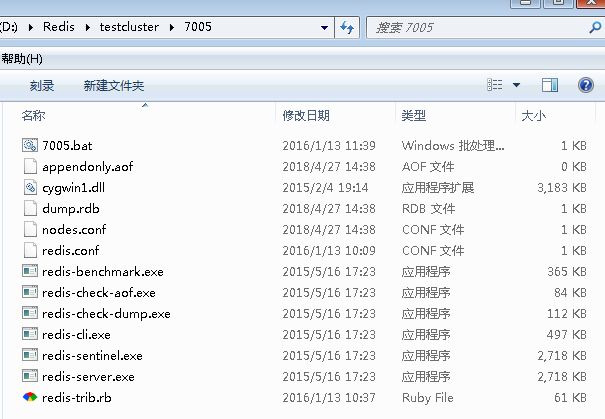 (D:) Redis testcluster 7005 搜索 7005
帮助(H)
刻录 新建文件夹
名称 修改日期 类型 大小
7005.bat 2016/1/13 11:39 Windows 批处理... 1 KB
appendonly.aof 2018/4/27 14:38 AOF 文件 0 KB
cygwin1.dll 2015/2/4 19:14 应用程序扩展 3,183 KB
dump.rdb 2018/4/27 14:38 RDB 文件 1 KB
nodes.conf 2018/4/27 14:38 CONF 文件 1 KB
redis.conf 2016/1/13 10:09 CONF 文件 1 KB
redis-benchmark.exe 2015/5/16 17:23 应用程序 365 KB
redis-check-aof.exe 2015/5/16 17:23 应用程序 84 KB
redis-check-dump.exe 2015/5/16 17:23 应用程序 112 KB
redis-cli.exe 2015/5/16 17:23 应用程序 497 KB
redis-sentinel.exe 2015/5/16 17:23 应用程序 2,718 KB
redis-server.exe 2015/5/16 17:23 应用程序 2,718 KB
redis-trib.rb 2016/1/13 10:37 Ruby File 61 KB